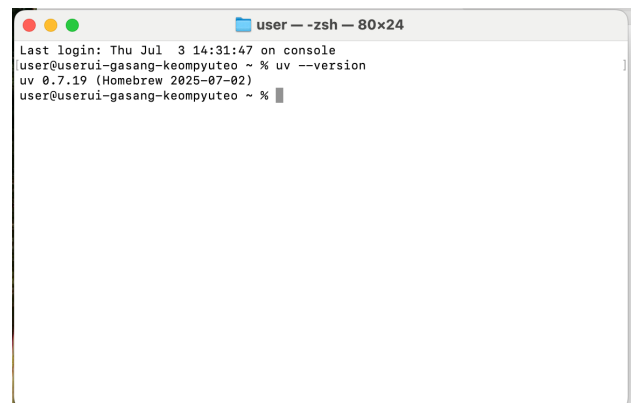 user — -zsh — 80×24
Last login: Thu Jul  3 14:31:47 on console
[user@userui-gasang-keompyuteo ~ % uv --version ]
uv 0.7.19 (Homebrew 2025-07-02)
user@userui-gasang-keompyuteo ~ %